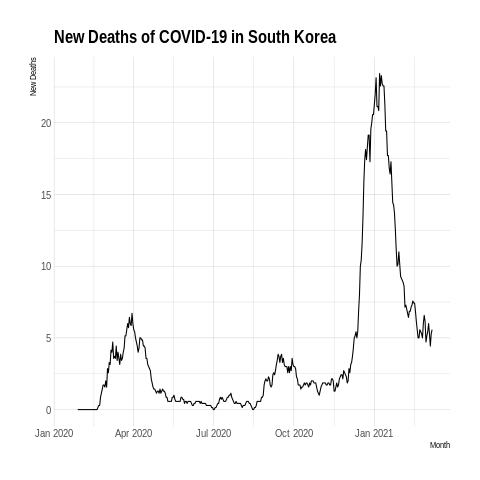 New Deaths of COVID-19 in South Korea
New Deaths
20
15
10
5
0
Jan 2020 Apr 2020 Jul 2020 Oct 2020 Jan 2021
Month